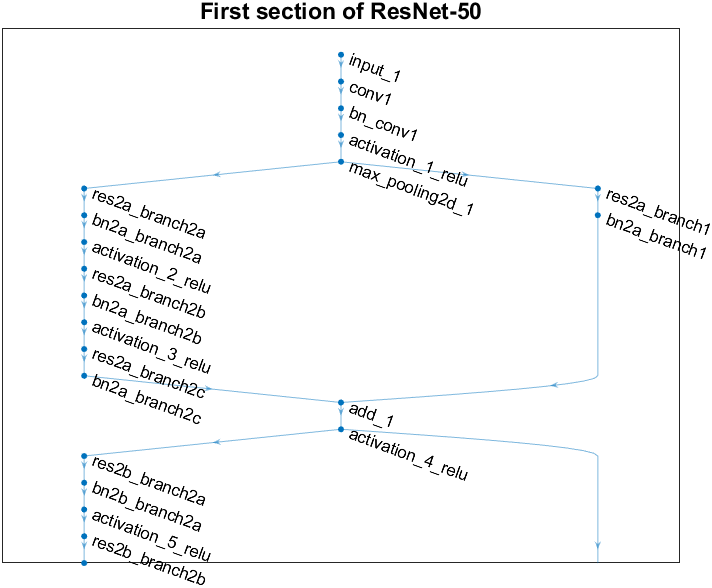 First section of ResNet-50
input_1
conv1
bn_conv1
activation_1_relu
max_pooling2d_1
res2a_branch2a
bn2a_branch2a
activation_2_relu
res2a_branch2b
bn2a_branch2b
activation_3_relu
res2a_branch2c
bn2a_branch2c
res2a_branch1
bn2a_branch1
add_1
activation_4_relu
res2b_branch2a
bn2b_branch2a
activation_5_relu
res2b_branch2b